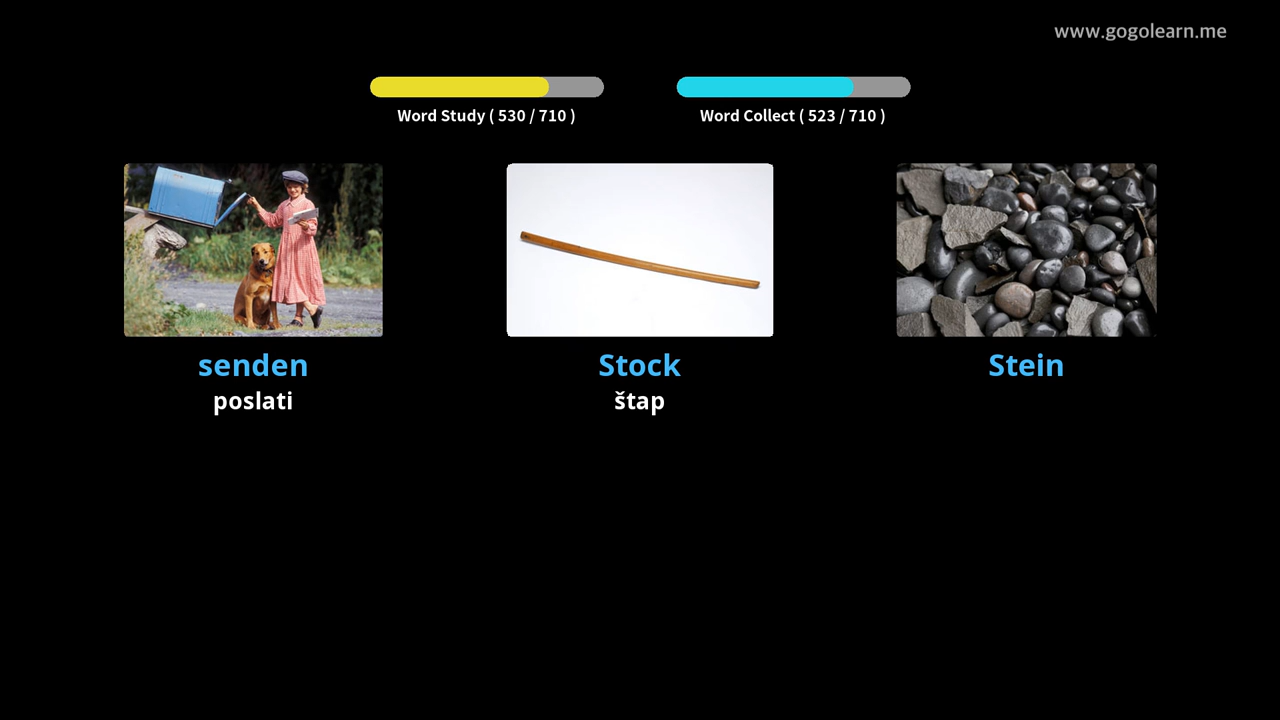 www.gogolearn.me
Word Study ( 530 / 710 )
Word Collect ( 523 / 710 )
senden
poslati
Stock
štap
Stein